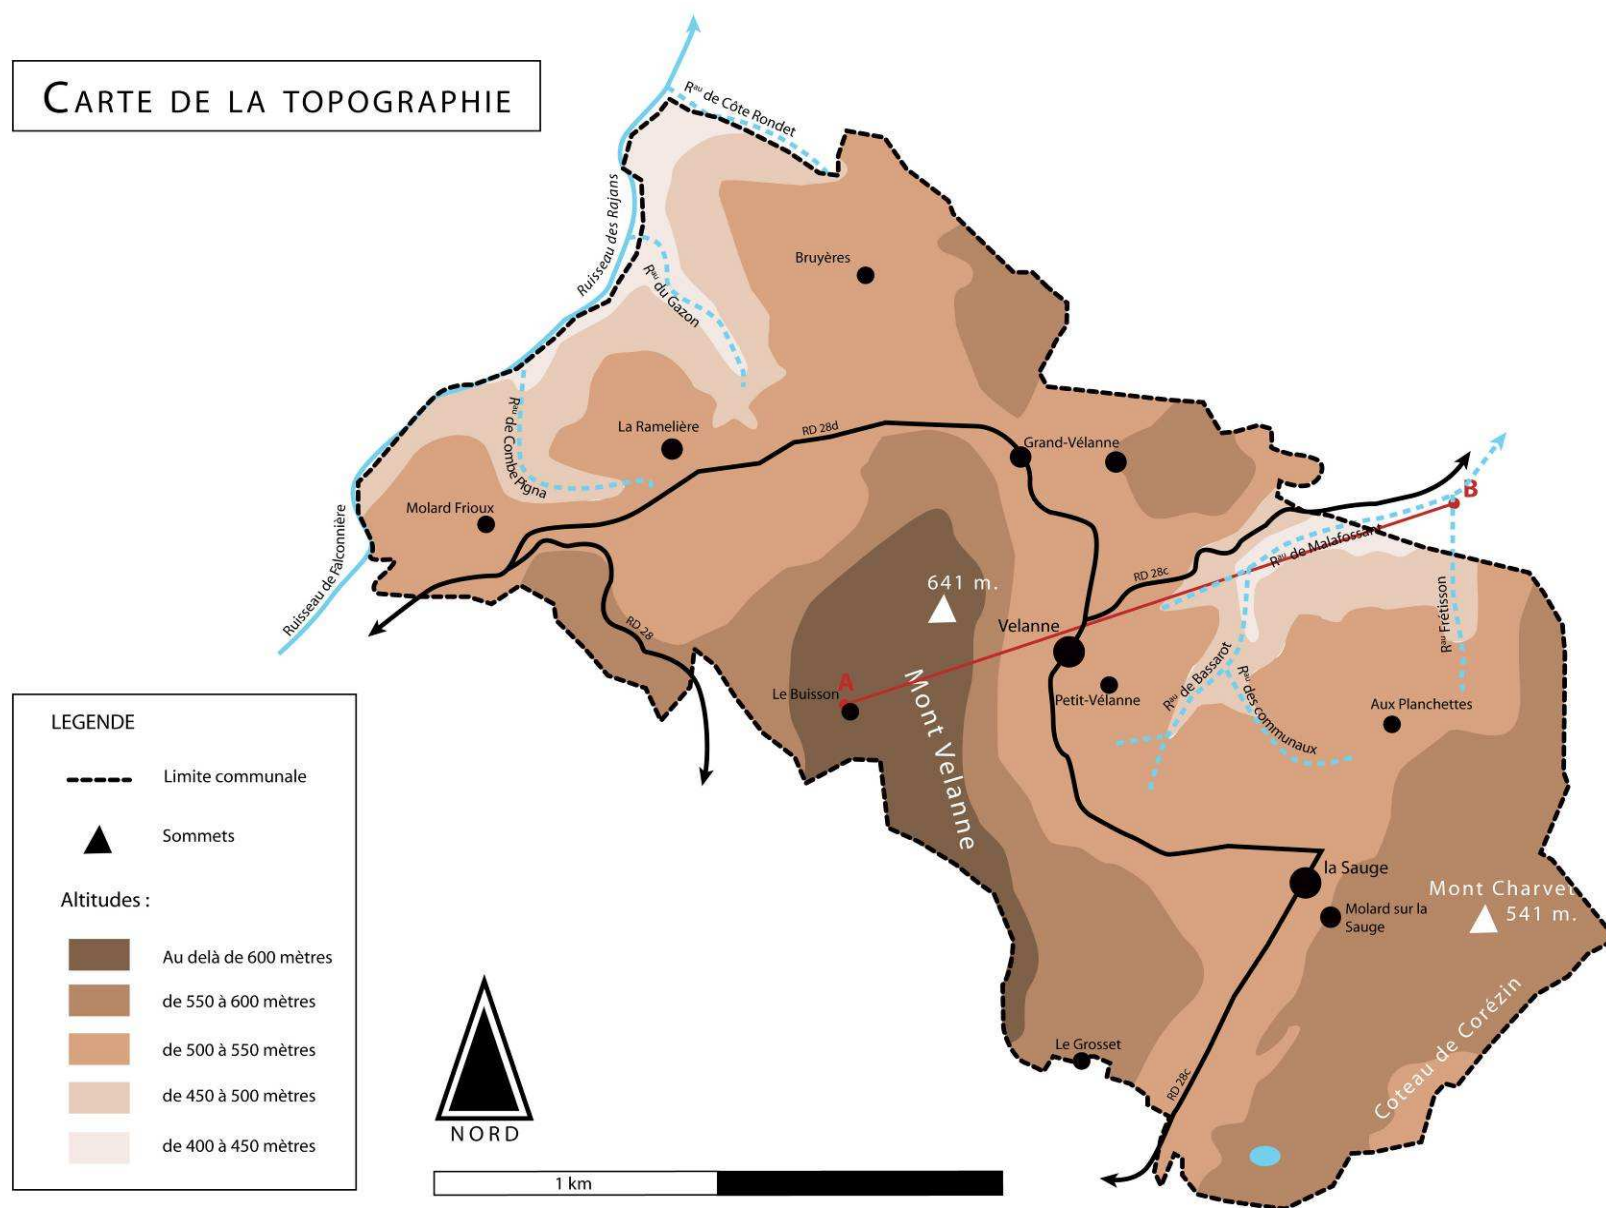 CARTE DE LA TOPOGRAPHIE
Rau de Côte Rondet
Ruisseau des Rajans
Bruyères
Rau du Gazon
La Ramelière
RD 28d
Grand-Vélanne
Rau de Combe Pigna
Molard Frioux
B
Rau de Malafossant
Ruisseau de Falconnière
641 m.
RD 28c
RD 28
Velanne
Rau Frétisson
A
Le Buisson
Mont Velanne
Petit-Vélanne
Rau de Bassarot
Rau des communaux
Aux Planchettes
la Sauge
Mont Charvet
541 m.
Molard sur la
Sauge
Coteau de Corézin
Le Grosset
RD 28c
LEGENDE
Limite communale
Sommets
Altitudes :
Au delà de 600 mètres
de 550 à 600 mètres
de 500 à 550 mètres
de 450 à 500 mètres
de 400 à 450 mètres
NORD
1 km